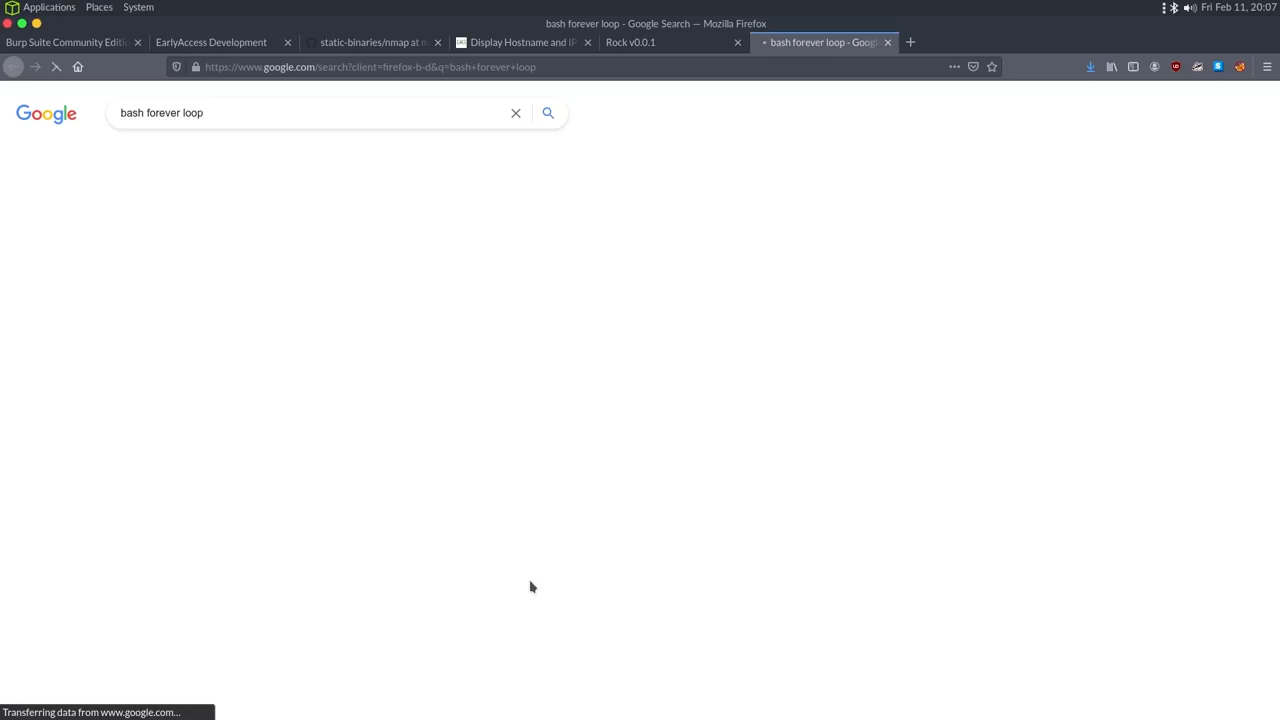 Applications Places System Fri Feb 11, 20:07
bash forever loop - Google Search — Mozilla Firefox
Burp Suite Community Editio
EarlyAccess Development
static-binaries/nmap at m
Display Hostname and IP
Rock v0.0.1
bash forever loop - Googl
https://www.google.com/search?client=firefox-b-d&q=bash+forever+loop
Google
bash forever loop
Transferring data from www.google.com...